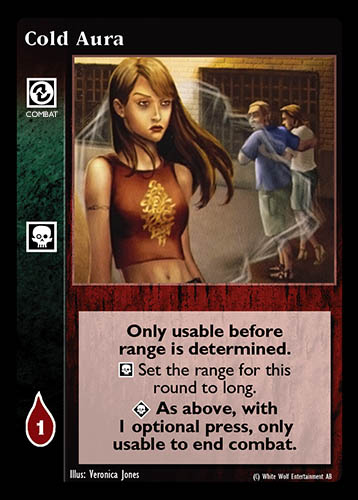 Cold Aura
COMBAT
Only usable before
range is determined.
Set the range for this
round to long.
As above, with
1 optional press, only
usable to end combat.
1
Illus: Veronica Jones
(C) White Wolf Entertainment AB